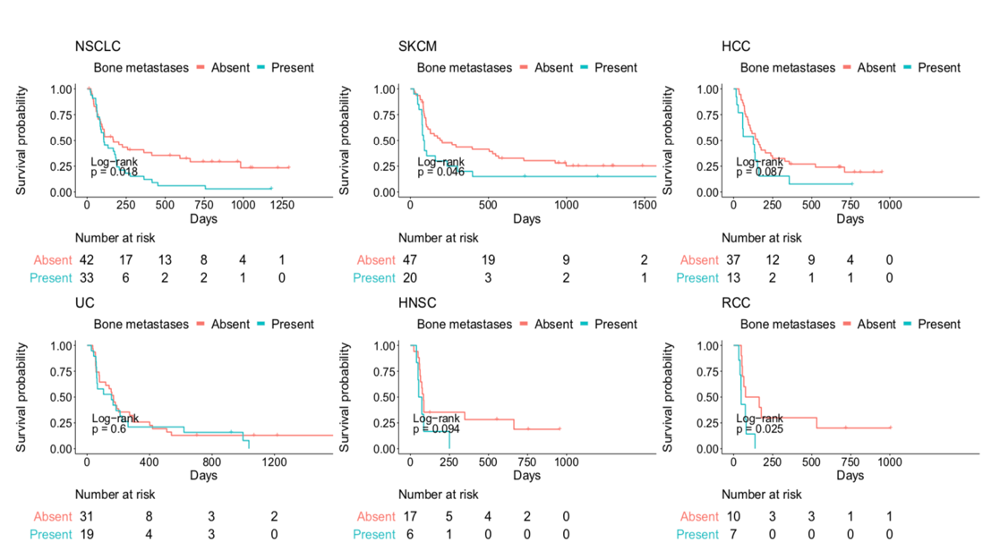 NSCLC
Bone metastases Absent Present
Survival probability
1.00
0.75
0.50
0.25
0.00
Log-rank
p = 0.018
0 250 500 750 1000 1250
Days
Number at risk
Absent 42 17 13 8 4 1
Present 33 6 2 2 1 0
SKCM
Bone metastases Absent Present
Survival probability
1.00
0.75
0.50
0.25
0.00
Log-rank
p = 0.046
0 500 1000 1500
Days
Number at risk
Absent 47 19 9 2
Present 20 3 2 1
HCC
Bone metastases Absent Present
Survival probability
1.00
0.75
0.50
0.25
0.00
Log-rank
p = 0.087
0 250 500 750 1000
Days
Number at risk
Absent 37 12 9 4 0
Present 13 2 1 1 0
UC
Bone metastases Absent Present
Survival probability
1.00
0.75
0.50
0.25
0.00
Log-rank
p = 0.6
0 400 800 1200
Days
Number at risk
Absent 31 8 3 2
Present 19 4 3 0
HNSC
Bone metastases Absent Present
Survival probability
1.00
0.75
0.50
0.25
0.00
Log-rank
p = 0.094
0 250 500 750 1000
Days
Number at risk
Absent 17 5 4 2 0
Present 6 1 0 0 0
RCC
Bone metastases Absent Present
Survival probability
1.00
0.75
0.50
0.25
0.00
Log-rank
p = 0.025
0 250 500 750 1000
Days
Number at risk
Absent 10 3 3 1 1
Present 7 0 0 0 0